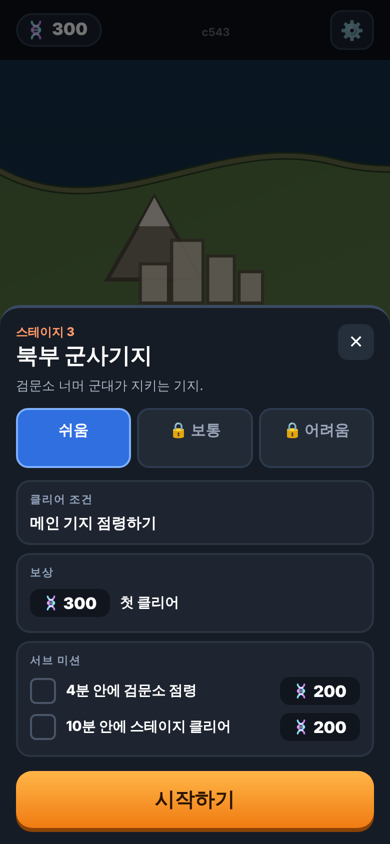 300
c543
스테이지 3
북부 군사기지
검문소 너머 군대가 지키는 기지.
쉬움
보통
어려움
클리어 조건
메인 기지 점령하기
보상
300 첫 클리어
서브 미션
4분 안에 검문소 점령 200
10분 안에 스테이지 클리어 200
시작하기